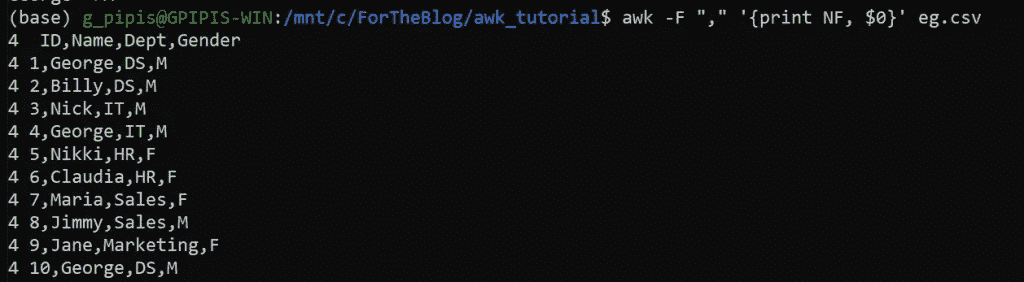 (base) g_pipis@GPIPIS-WIN:/mnt/c/ForTheBlog/awk_tutorial$ awk -F "," '{print NF, $0}' eg.csv
4  ID,Name,Dept,Gender
4 1,George,DS,M
4 2,Billy,DS,M
4 3,Nick,IT,M
4 4,George,IT,M
4 5,Nikki,HR,F
4 6,Claudia,HR,F
4 7,Maria,Sales,F
4 8,Jimmy,Sales,M
4 9,Jane,Marketing,F
4 10,George,DS,M